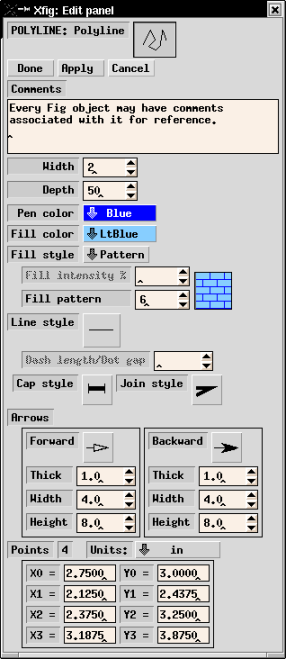 Xfig: Edit panel
POLYLINE: Polyline
Done Apply Cancel
Comments
Every Fig object may have comments
associated with it for reference.
Width 2
Depth 50
Pen color Blue
Fill color LtBlue
Fill style Pattern
Fill intensity %
Fill pattern 6
Line style
Dash length/Dot gap
Cap style Join style
Arrows
Forward Backward
Thick 1.0 Thick 1.0
Width 4.0 Width 4.0
Height 8.0 Height 8.0
Points 4 Units: in
X0 = 2.7500 Y0 = 3.0000
X1 = 2.1250 Y1 = 2.4375
X2 = 2.3750 Y2 = 3.2500
X3 = 3.1875 Y3 = 3.8750